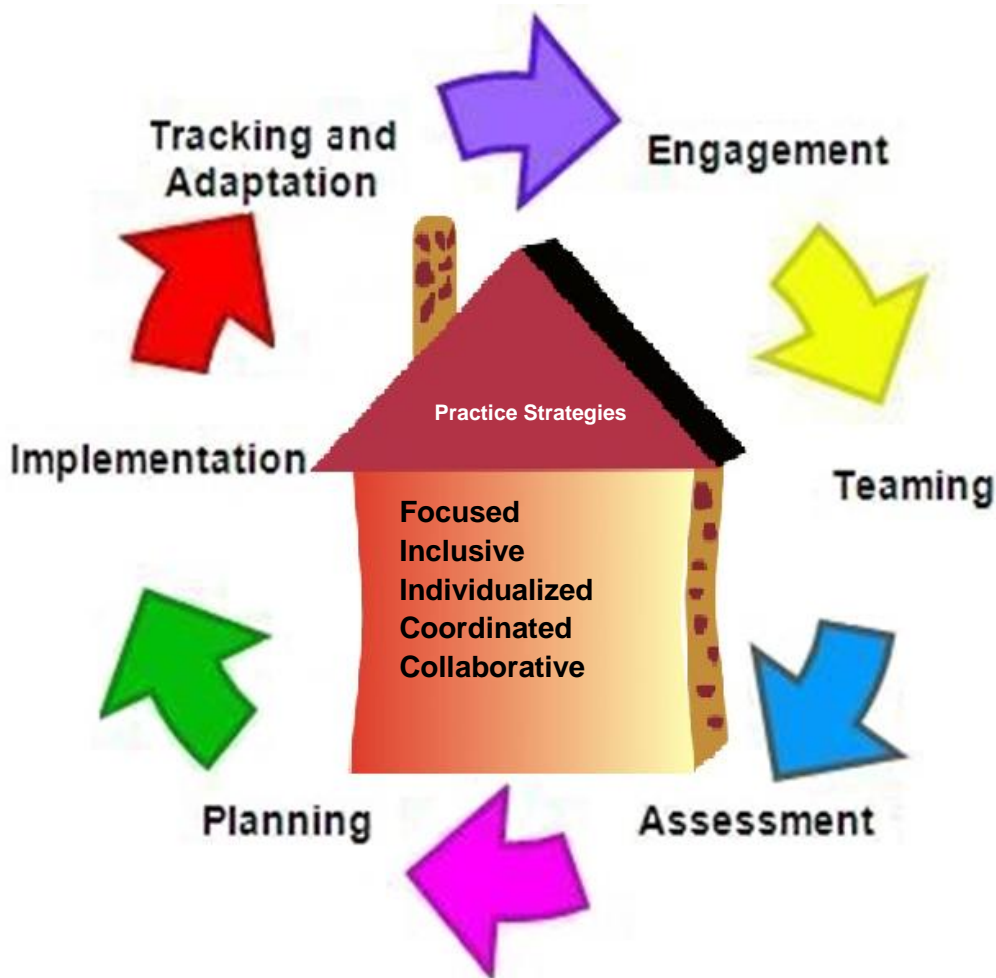 Tracking and
Adaptation
Engagement
Practice Strategies
Implementation
Teaming
Focused
Inclusive
Individualized
Coordinated
Collaborative
Planning
Assessment